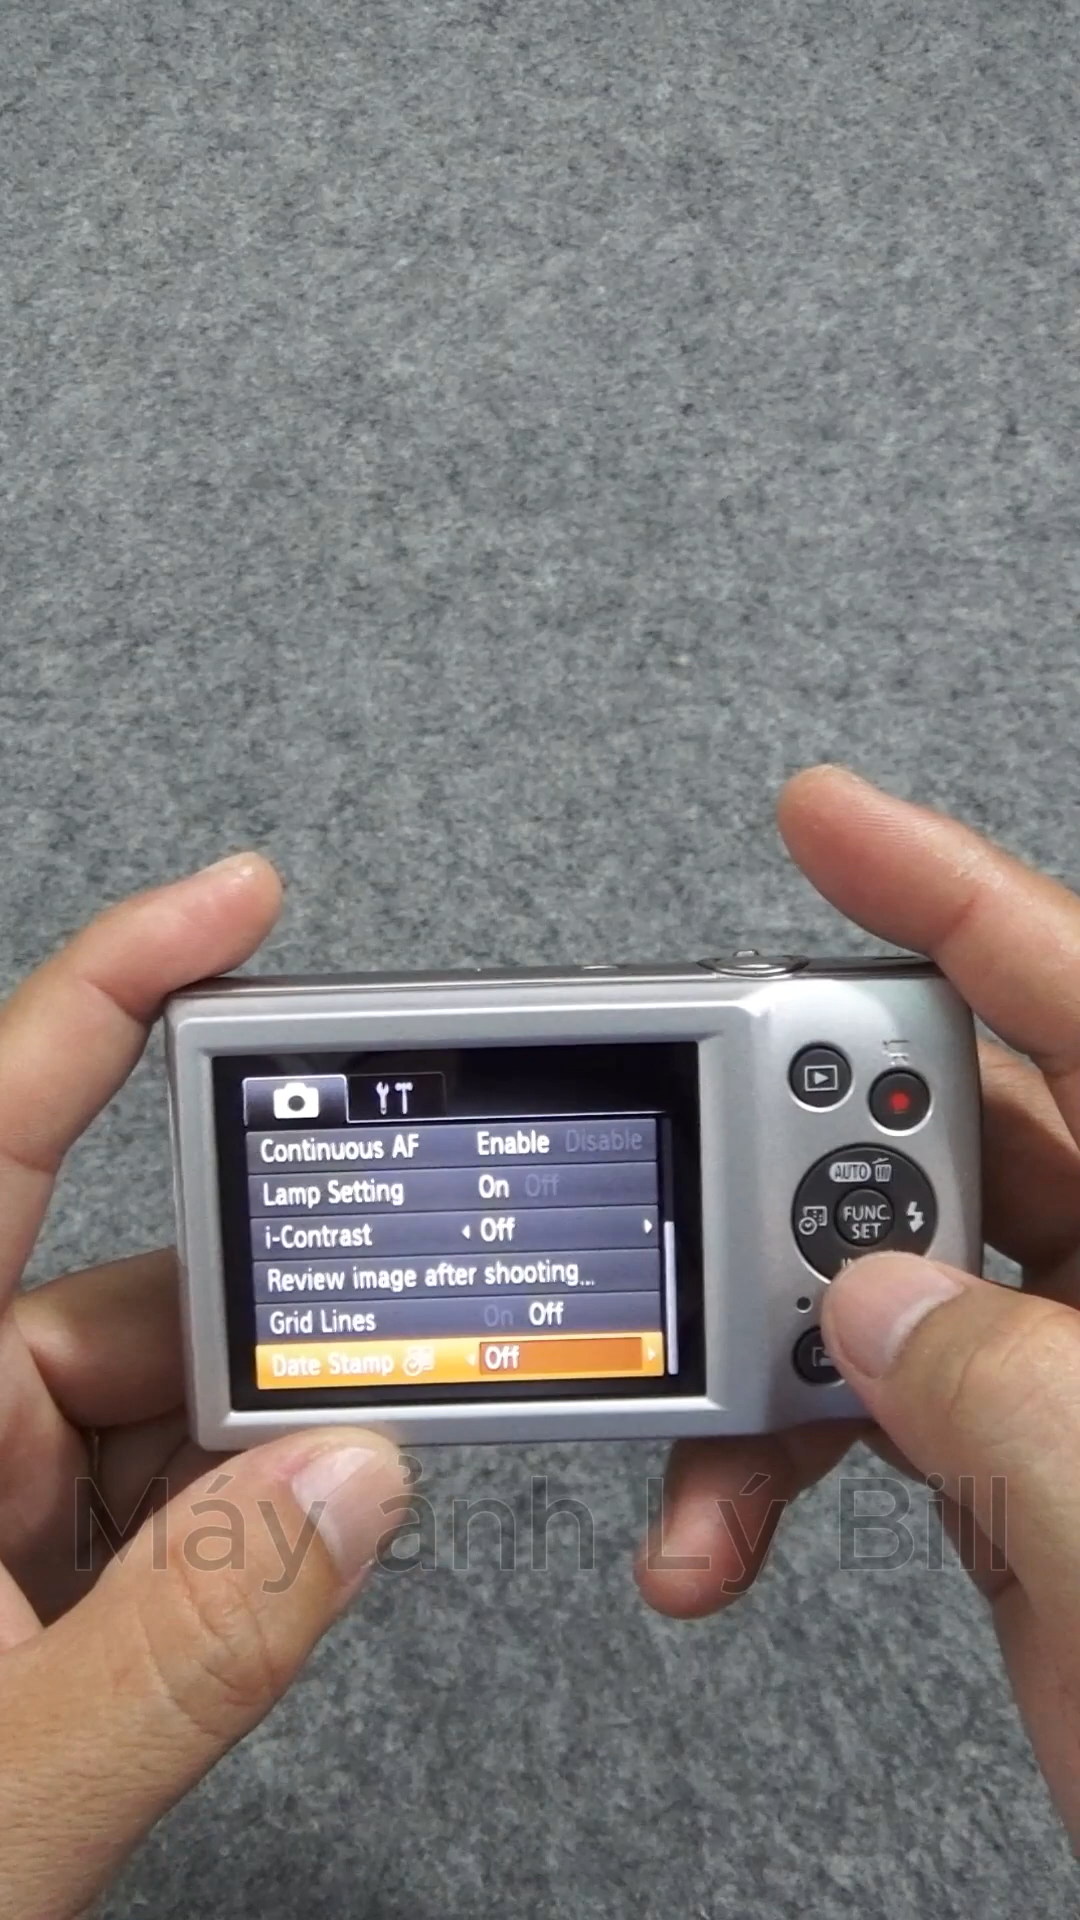 Continuous AF Enable Disable
Lamp Setting On Off
i-Contrast Off
Review image after shooting...
Grid Lines On Off
Date Stamp Off
AUTO
FUNC.
SET
Máy ảnh Lý Bill